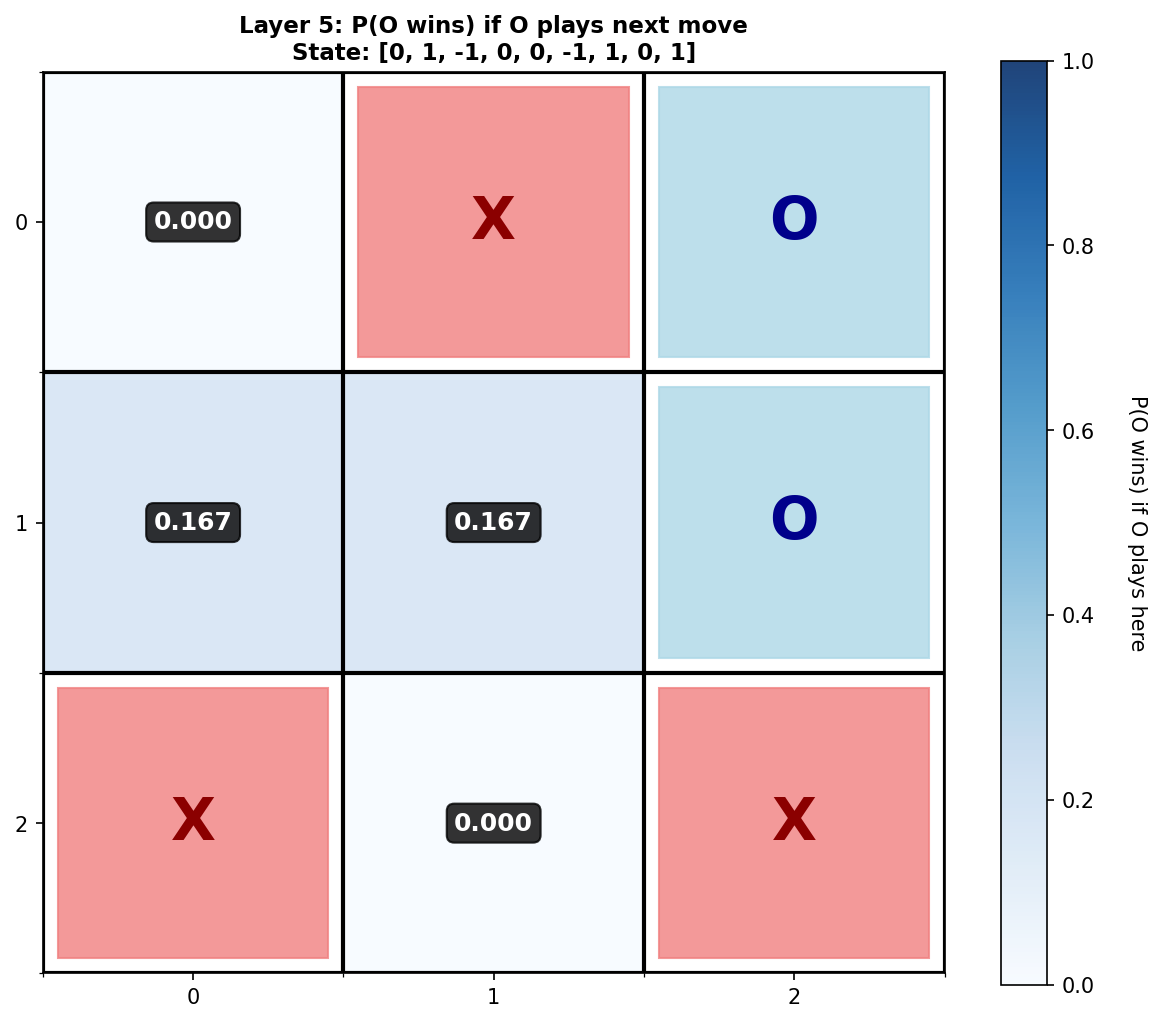 Layer 5: P(O wins) if O plays next move
State: [0, 1, -1, 0, 0, -1, 1, 0, 1]
0
0.000
X
O
1
0.167
0.167
O
2
X
0.000
X
0
1
2
1.0
0.8
0.6
0.4
0.2
0.0
P(O wins) if O plays here